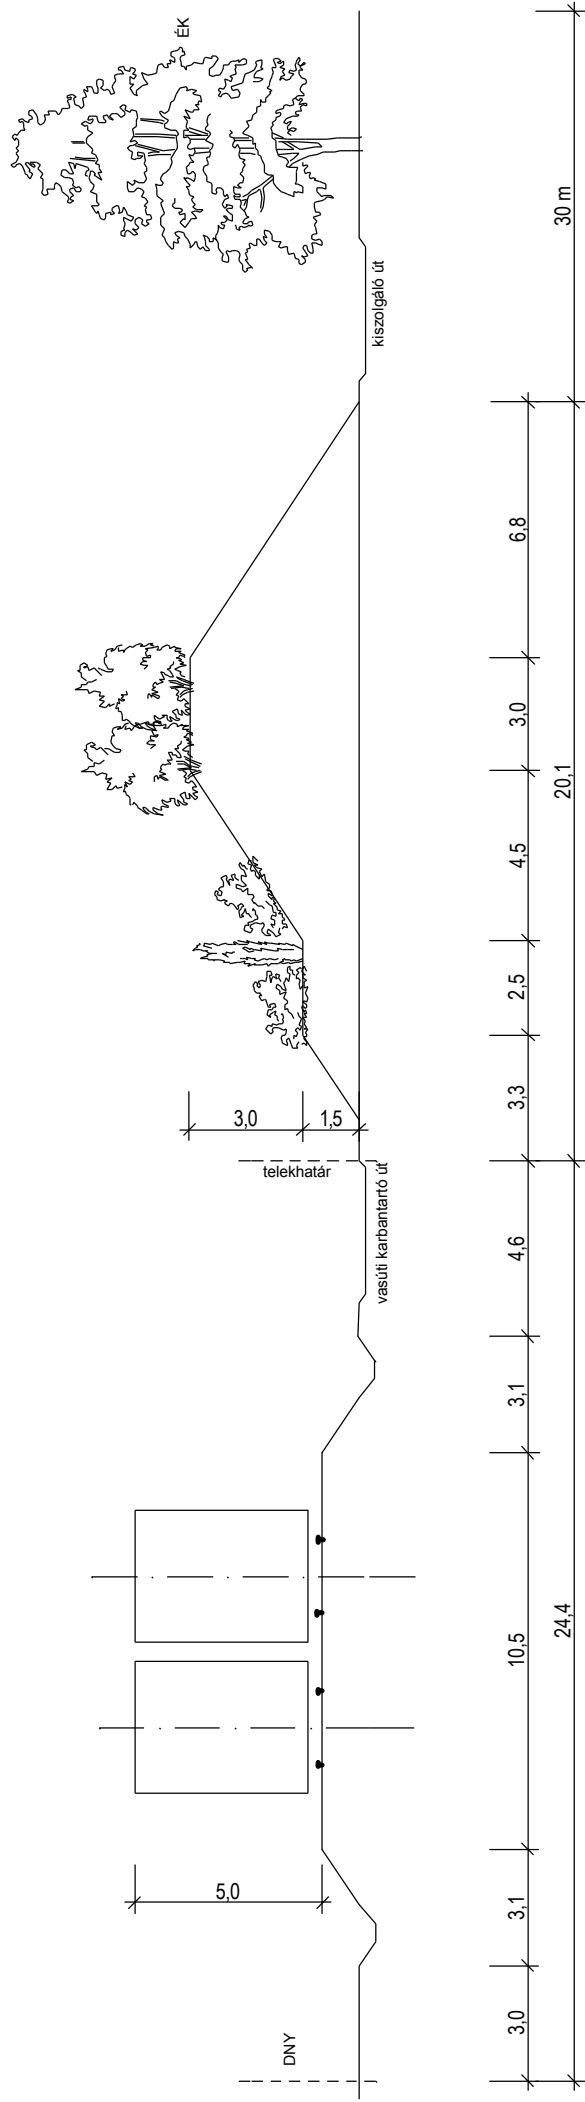 DNY
ÉK
5,0
3,0
1,5
telekhatár
vasúti karbantartó út
kiszolgáló út
3,0
3,1
10,5
3,1
4,6
3,3
2,5
4,5
3,0
6,8
24,4
20,1
30 m